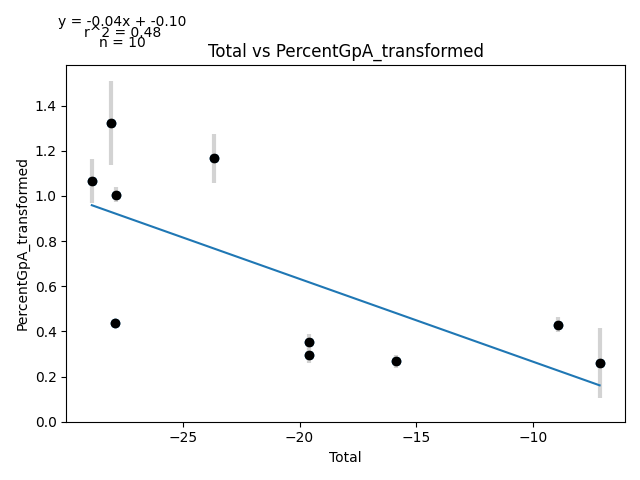 y = -0.04x + -0.10
r^2 = 0.48
n = 10
Total vs PercentGpA_transformed
PercentGpA_transformed
1.4
1.2
1.0
0.8
0.6
0.4
0.2
0.0
−25
−20
−15
−10
Total